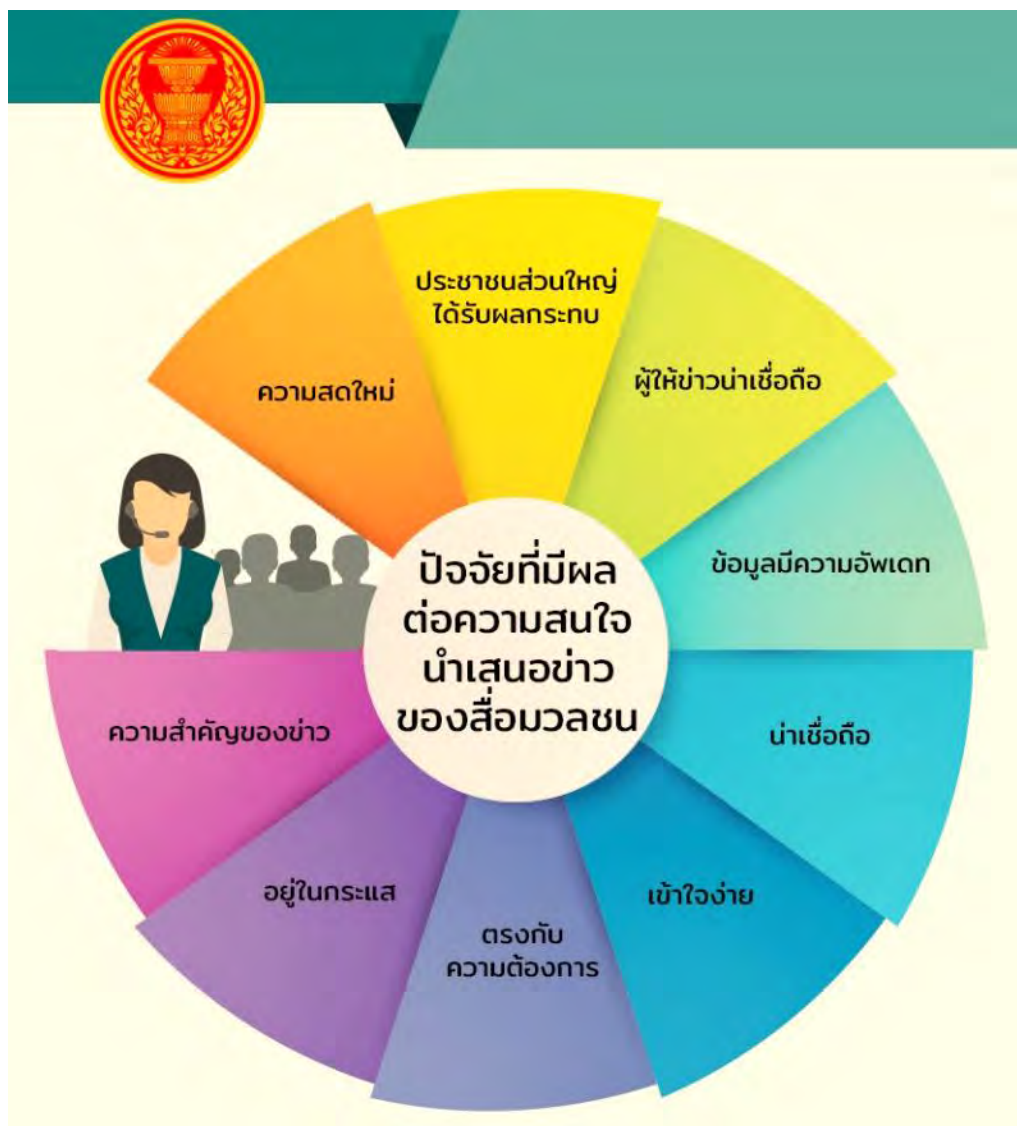 ปัจจัยที่มีผล
ต่อความสนใจ
นำเสนอข่าว
ของสื่อมวลชน
ความสดใหม่
ประชาชนส่วนใหญ่
ได้รับผลกระทบ
ผู้ให้ข่าวน่าเชื่อถือ
ข้อมูลมีความอัพเดท
น่าเชื่อถือ
เข้าใจง่าย
ตรงกับ
ความต้องการ
อยู่ในกระแส
ความสำคัญของข่าว